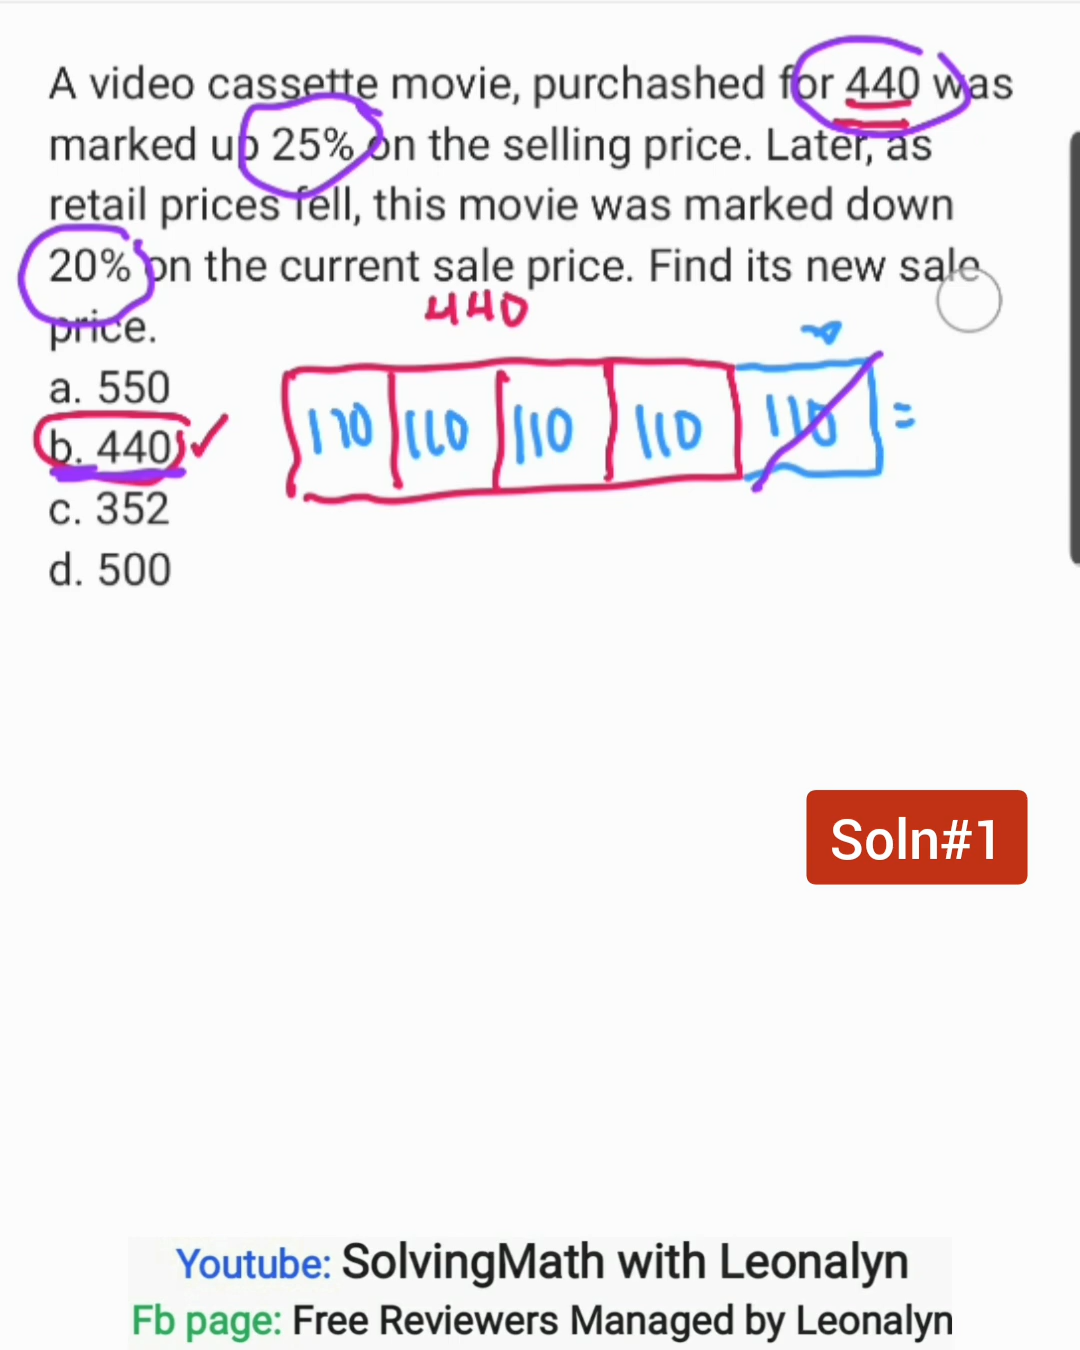 A video cassette movie, purchashed for 440 was
marked up 25% on the selling price. Later, as
retail prices fell, this movie was marked down
20% on the current sale price. Find its new sale
price.
440
a. 550
b. 440
c. 352
d. 500
110 110 110 110 110 =
Soln#1
Youtube: SolvingMath with Leonalyn
Fb page: Free Reviewers Managed by Leonalyn